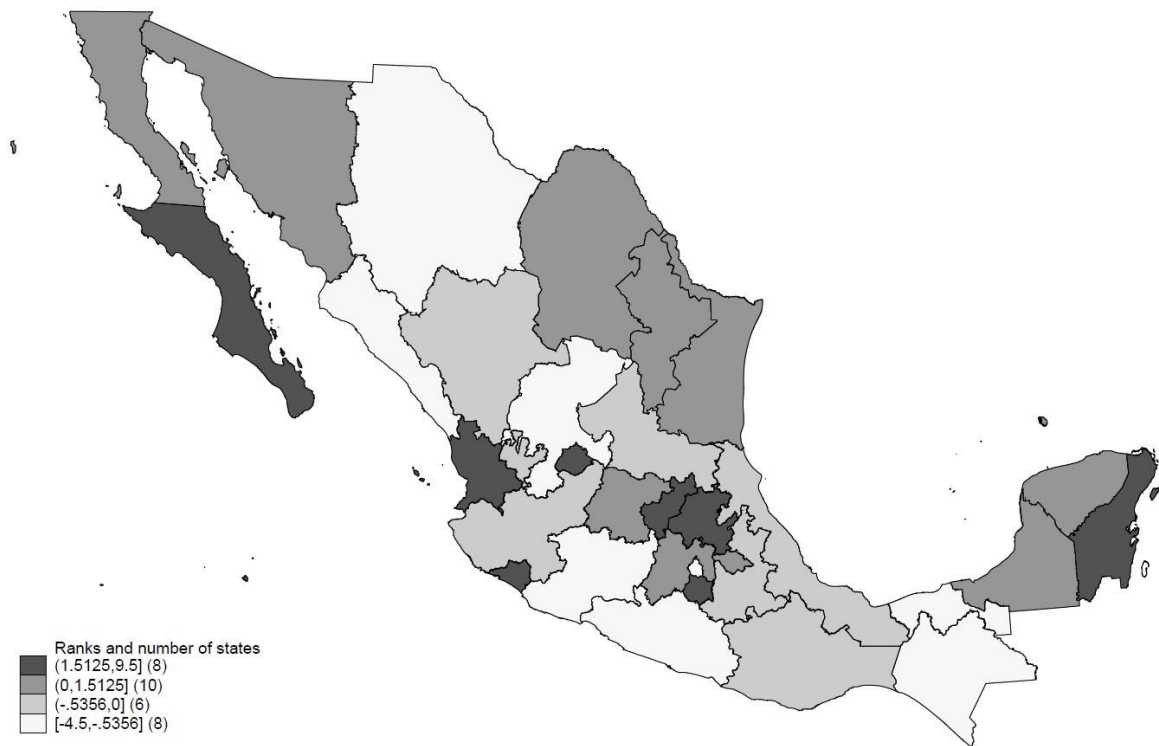 Ranks and number of states
(1.5125,9.5] (8)
(0,1.5125] (10)
(-.5356,0] (6)
[-4.5,-.5356] (8)